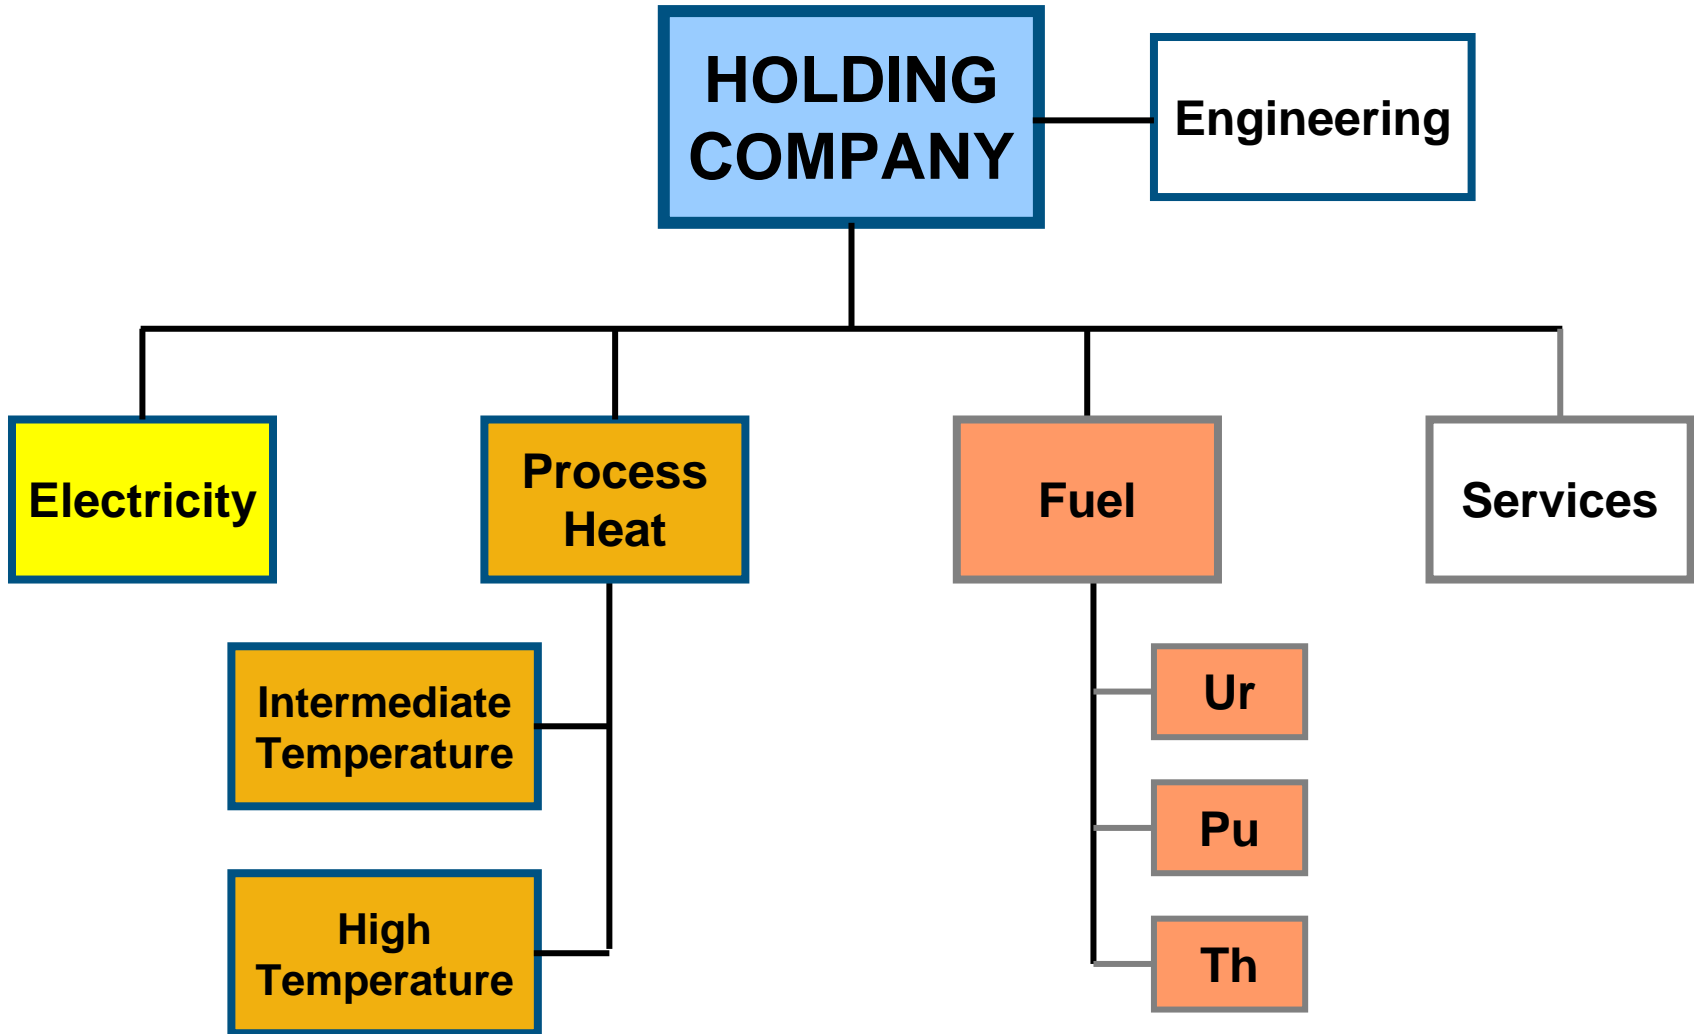 HOLDING
COMPANY
Engineering
Electricity
Process
Heat
Fuel
Services
Intermediate
Temperature
High
Temperature
Ur
Pu
Th